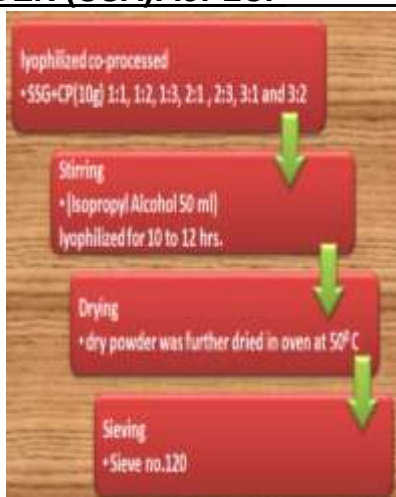 lyophilized co-processed
• SSG+CP(10g) 1:1, 1:2, 1:3, 2:1 , 2:3, 3:1 and 3:2
Stirring
• (Isopropyl Alcohol 50 ml)
lyophilized for 10 to 12 hrs.
Drying
• dry powder was further dried in oven at 50⁰ C
Sieving
• Sieve no.120